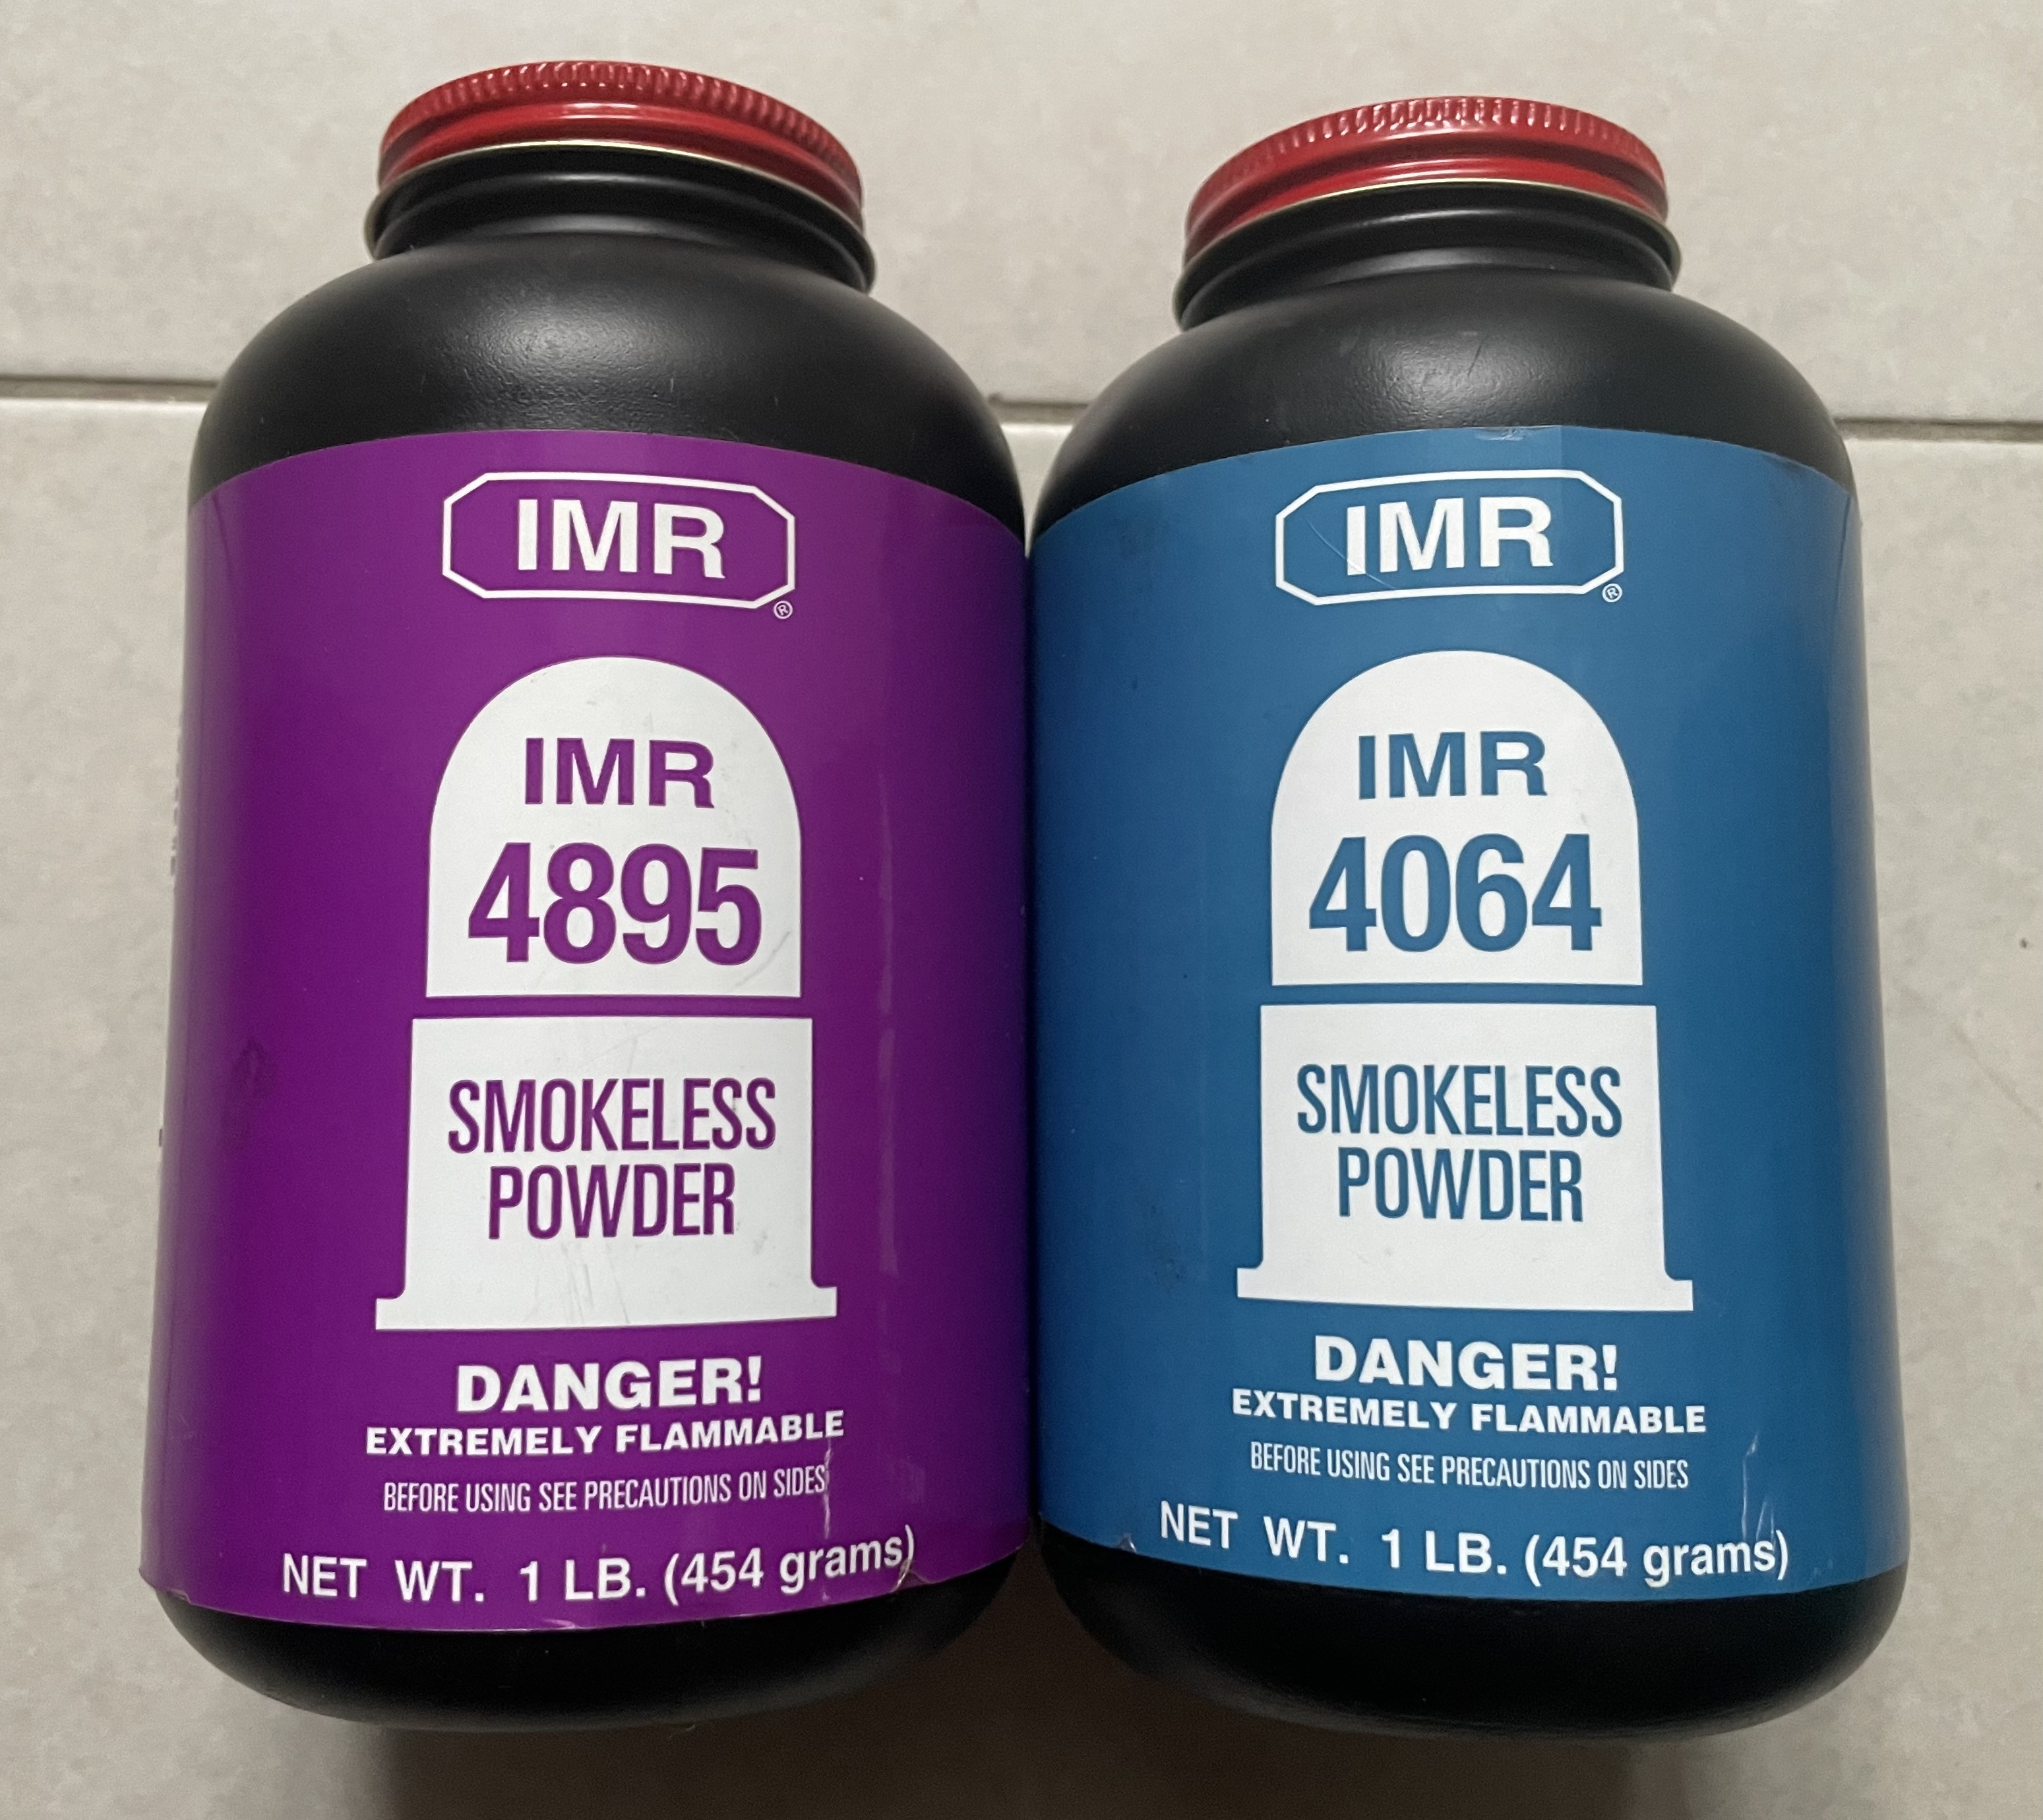 IMR
®
IMR
4895
SMOKELESS
POWDER
DANGER!
EXTREMELY FLAMMABLE
BEFORE USING SEE PRECAUTIONS ON SIDES
NET WT. 1 LB. (454 grams)
IMR
®
IMR
4064
SMOKELESS
POWDER
DANGER!
EXTREMELY FLAMMABLE
BEFORE USING SEE PRECAUTIONS ON SIDES
NET WT. 1 LB. (454 grams)